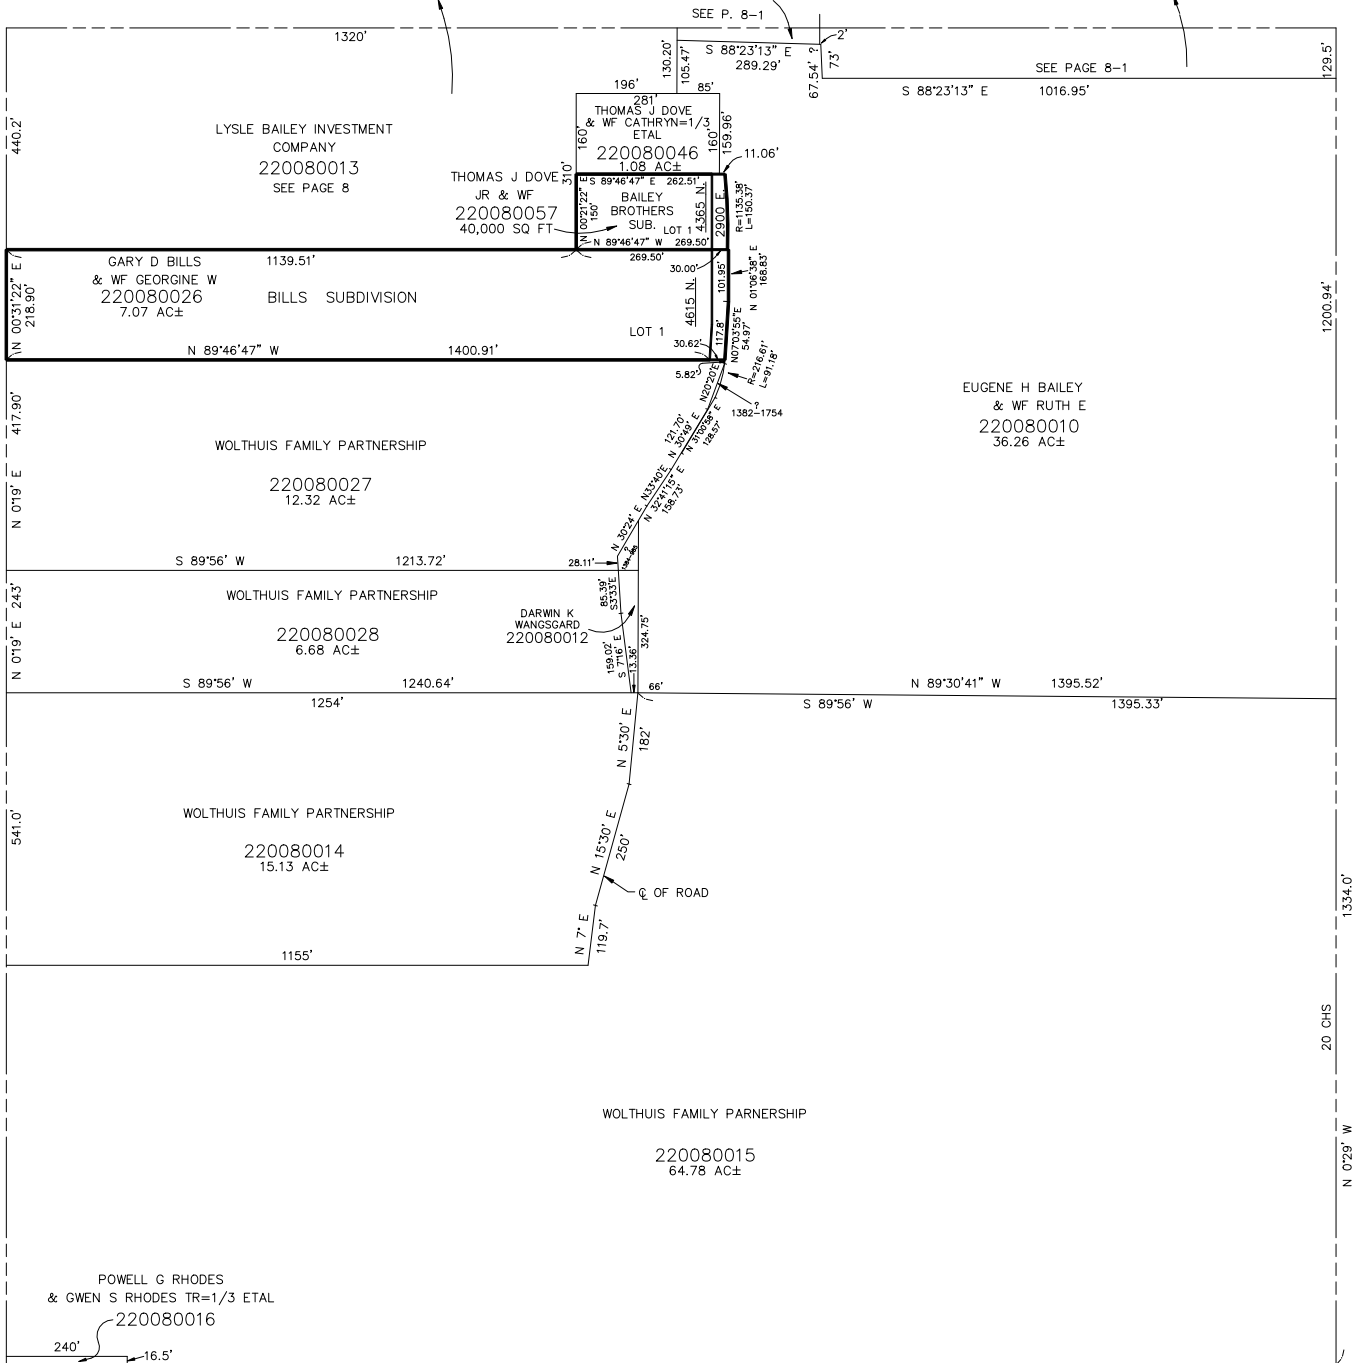 SEE P. 8-1
1320'
130.20'
105.47'
S 88°23'13" E
289.29'
2'
?
73'
67.54'
SEE PAGE 8-1
S 88°23'13" E 1016.95'
129.5'
440.2'
LYSLE BAILEY INVESTMENT
COMPANY
220080013
SEE PAGE 8
196'
85'
281'
THOMAS J DOVE
& WF CATHRYN=1/3
ETAL
220080046
1.08 AC±
160'
160'
159.96'
11.06'
310'
THOMAS J DOVE
JR & WF
220080057
40,000 SQ FT
N 00°21'22" E
150'
S 89°46'47" E 262.51'
BAILEY
BROTHERS
SUB.
LOT 1
N 89°46'47" W 269.50'
269.50'
4365 N.
2900 E.
R=1135.38'
L=150.37'
GARY D BILLS
& WF GEORGINE W
220080026
7.07 AC±
1139.51'
BILLS SUBDIVISION
N 00°31'22" E
218.90'
30.00'
101.95'
N 01°06'38" E
168.83'
4615 N.
LOT 1
117.8'
30.62'
N07°03'55"E
54.97'
N 89°46'47" W 1400.91'
5.82'
R=216.61'
L=91.18'
N20°20'E
?
1382-1754
1200.94'
EUGENE H BAILEY
& WF RUTH E
220080010
36.26 AC±
417.90'
N 0°19' E
WOLTHUIS FAMILY PARTNERSHIP
220080027
12.32 AC±
121.70'
N 30°49' E
N 31°00'58" E
128.57'
N33°40'E
N 32°41'15" E
158.73'
N 30°24' E
?
S 89°56' W 1213.72'
28.11'
243'
N 0°19' E
WOLTHUIS FAMILY PARTNERSHIP
220080028
6.68 AC±
85.39'
S3°33'E
DARWIN K
WANGSGARD
220080012
324.75'
159.02'
S 7°16' E
13.36'
S 89°56' W 1240.64'
1254'
66'
N 89°30'41" W 1395.52'
S 89°56' W 1395.33'
N 5°30' E
182'
541.0'
WOLTHUIS FAMILY PARTNERSHIP
220080014
15.13 AC±
N 15°30' E
250'
℄ OF ROAD
N 7° E
119.7'
1155'
1334.0'
20 CHS
WOLTHUIS FAMILY PARNERSHIP
220080015
64.78 AC±
N 0°29' W
POWELL G RHODES
& GWEN S RHODES TR=1/3 ETAL
220080016
240'
16.5'